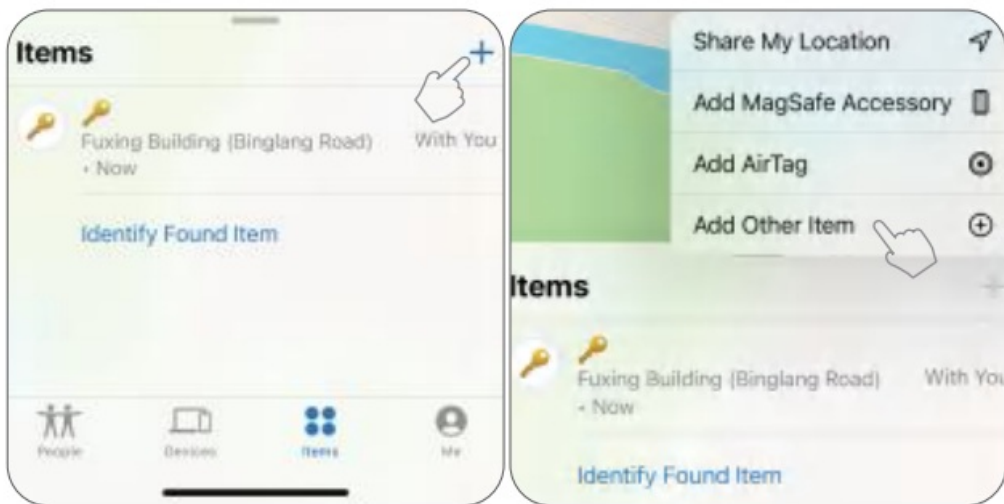 Items
🔑
Fuxing Building (Binglang Road)
With You
• Now
Identify Found Item
People
Devices
Items
Me
Share My Location
Add MagSafe Accessory
Add AirTag
Add Other Item
Items
🔑
Fuxing Building (Binglang Road)
With You
• Now
Identify Found Item